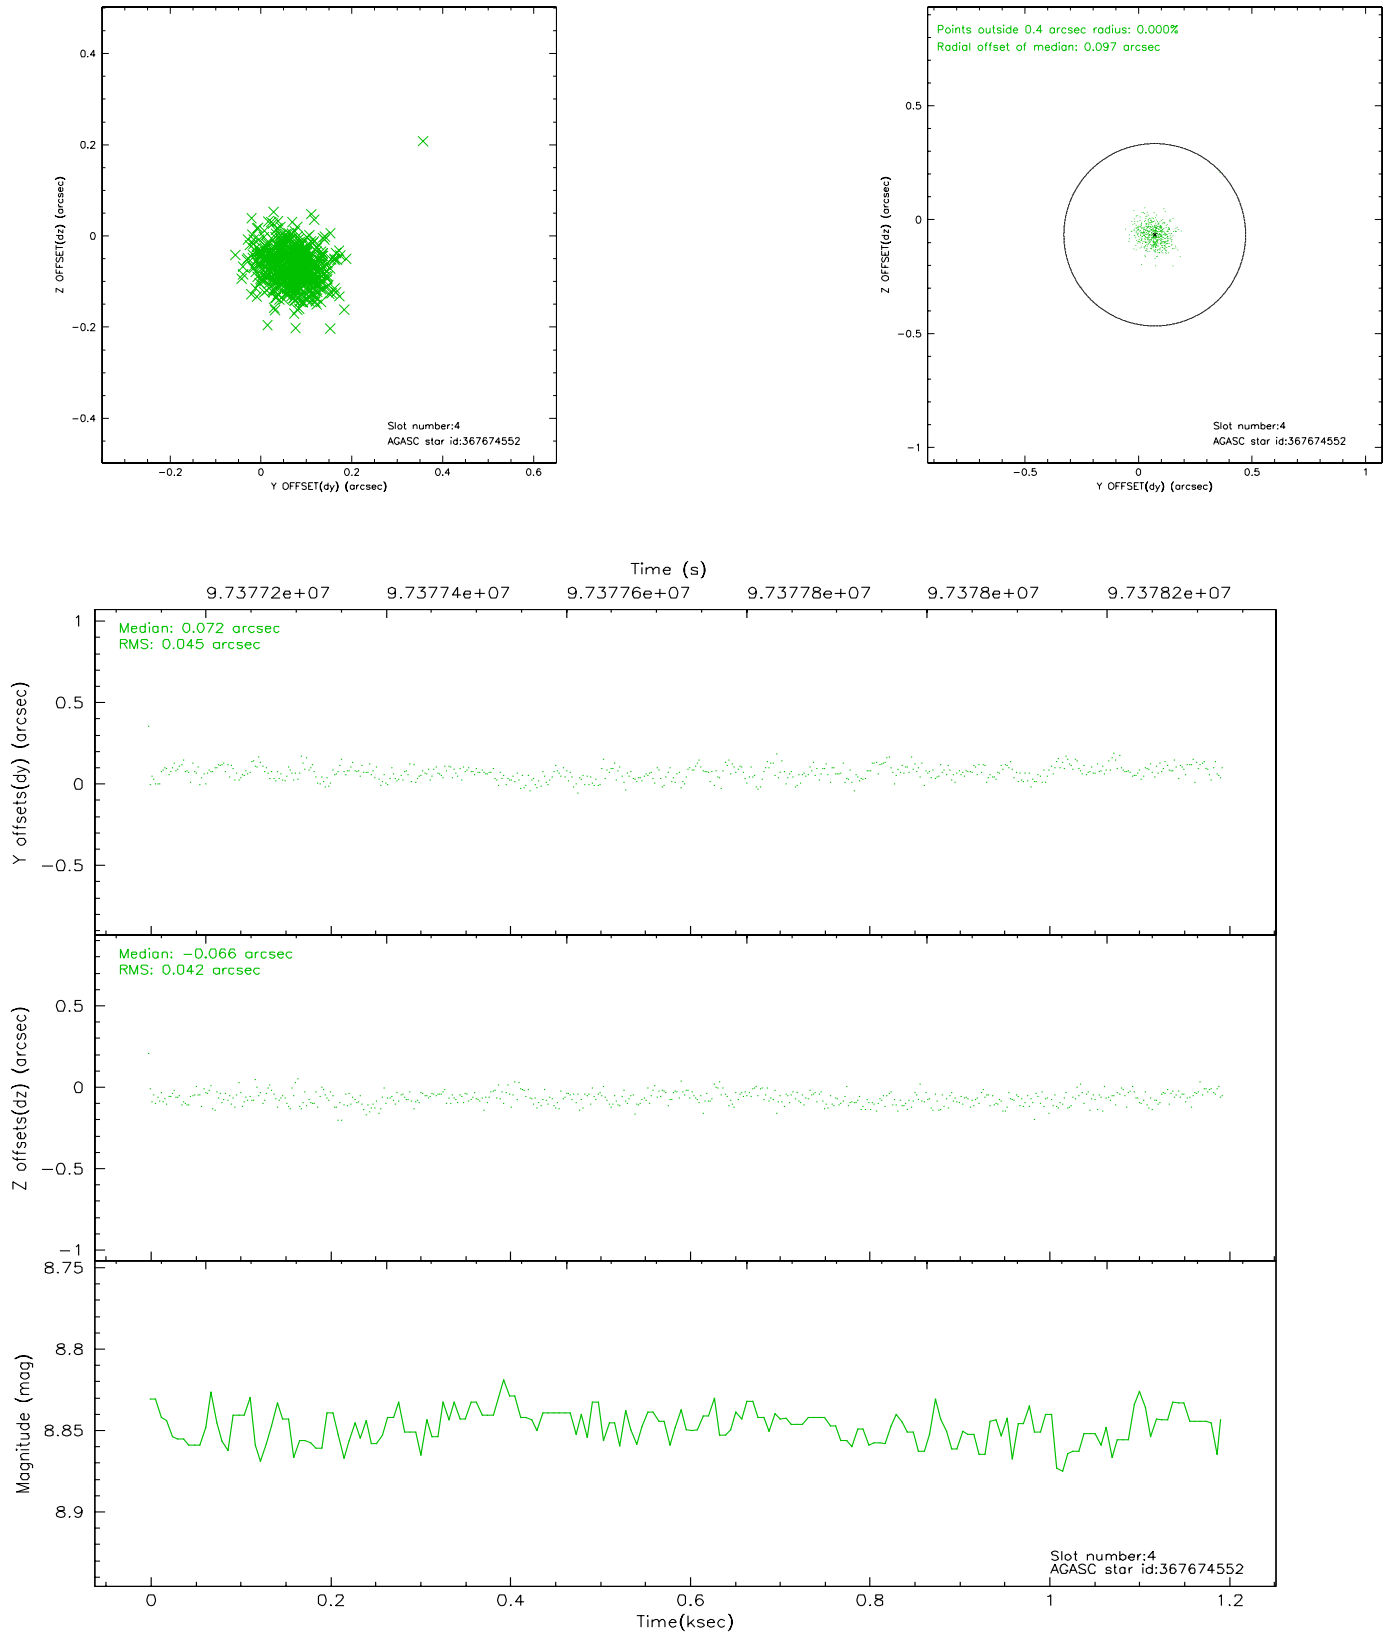 0.4
0.2
0
−0.2
−0.4
Z OFFSET(dz) (arcsec)
Slot number:4
AGASC star id:367674552
−0.2
0
0.2
0.4
0.6
Y OFFSET(dy) (arcsec)
Points outside 0.4 arcsec radius: 0.000%
Radial offset of median: 0.097 arcsec
0.5
0
−0.5
−1
Z OFFSET(dz) (arcsec)
Slot number:4
AGASC star id:367674552
−0.5
0
0.5
1
Y OFFSET(dy) (arcsec)
Time (s)
9.73772e+07
9.73774e+07
9.73776e+07
9.73778e+07
9.7378e+07
9.73782e+07
Median: 0.072 arcsec
RMS: 0.045 arcsec
1
0.5
0
−0.5
Y offsets(dy) (arcsec)
Median: −0.066 arcsec
RMS: 0.042 arcsec
0.5
0
−0.5
−1
Z offsets(dz) (arcsec)
8.75
8.8
8.85
8.9
Magnitude (mag)
Slot number:4
AGASC star id:367674552
0
0.2
0.4
0.6
0.8
1
1.2
Time(ksec)